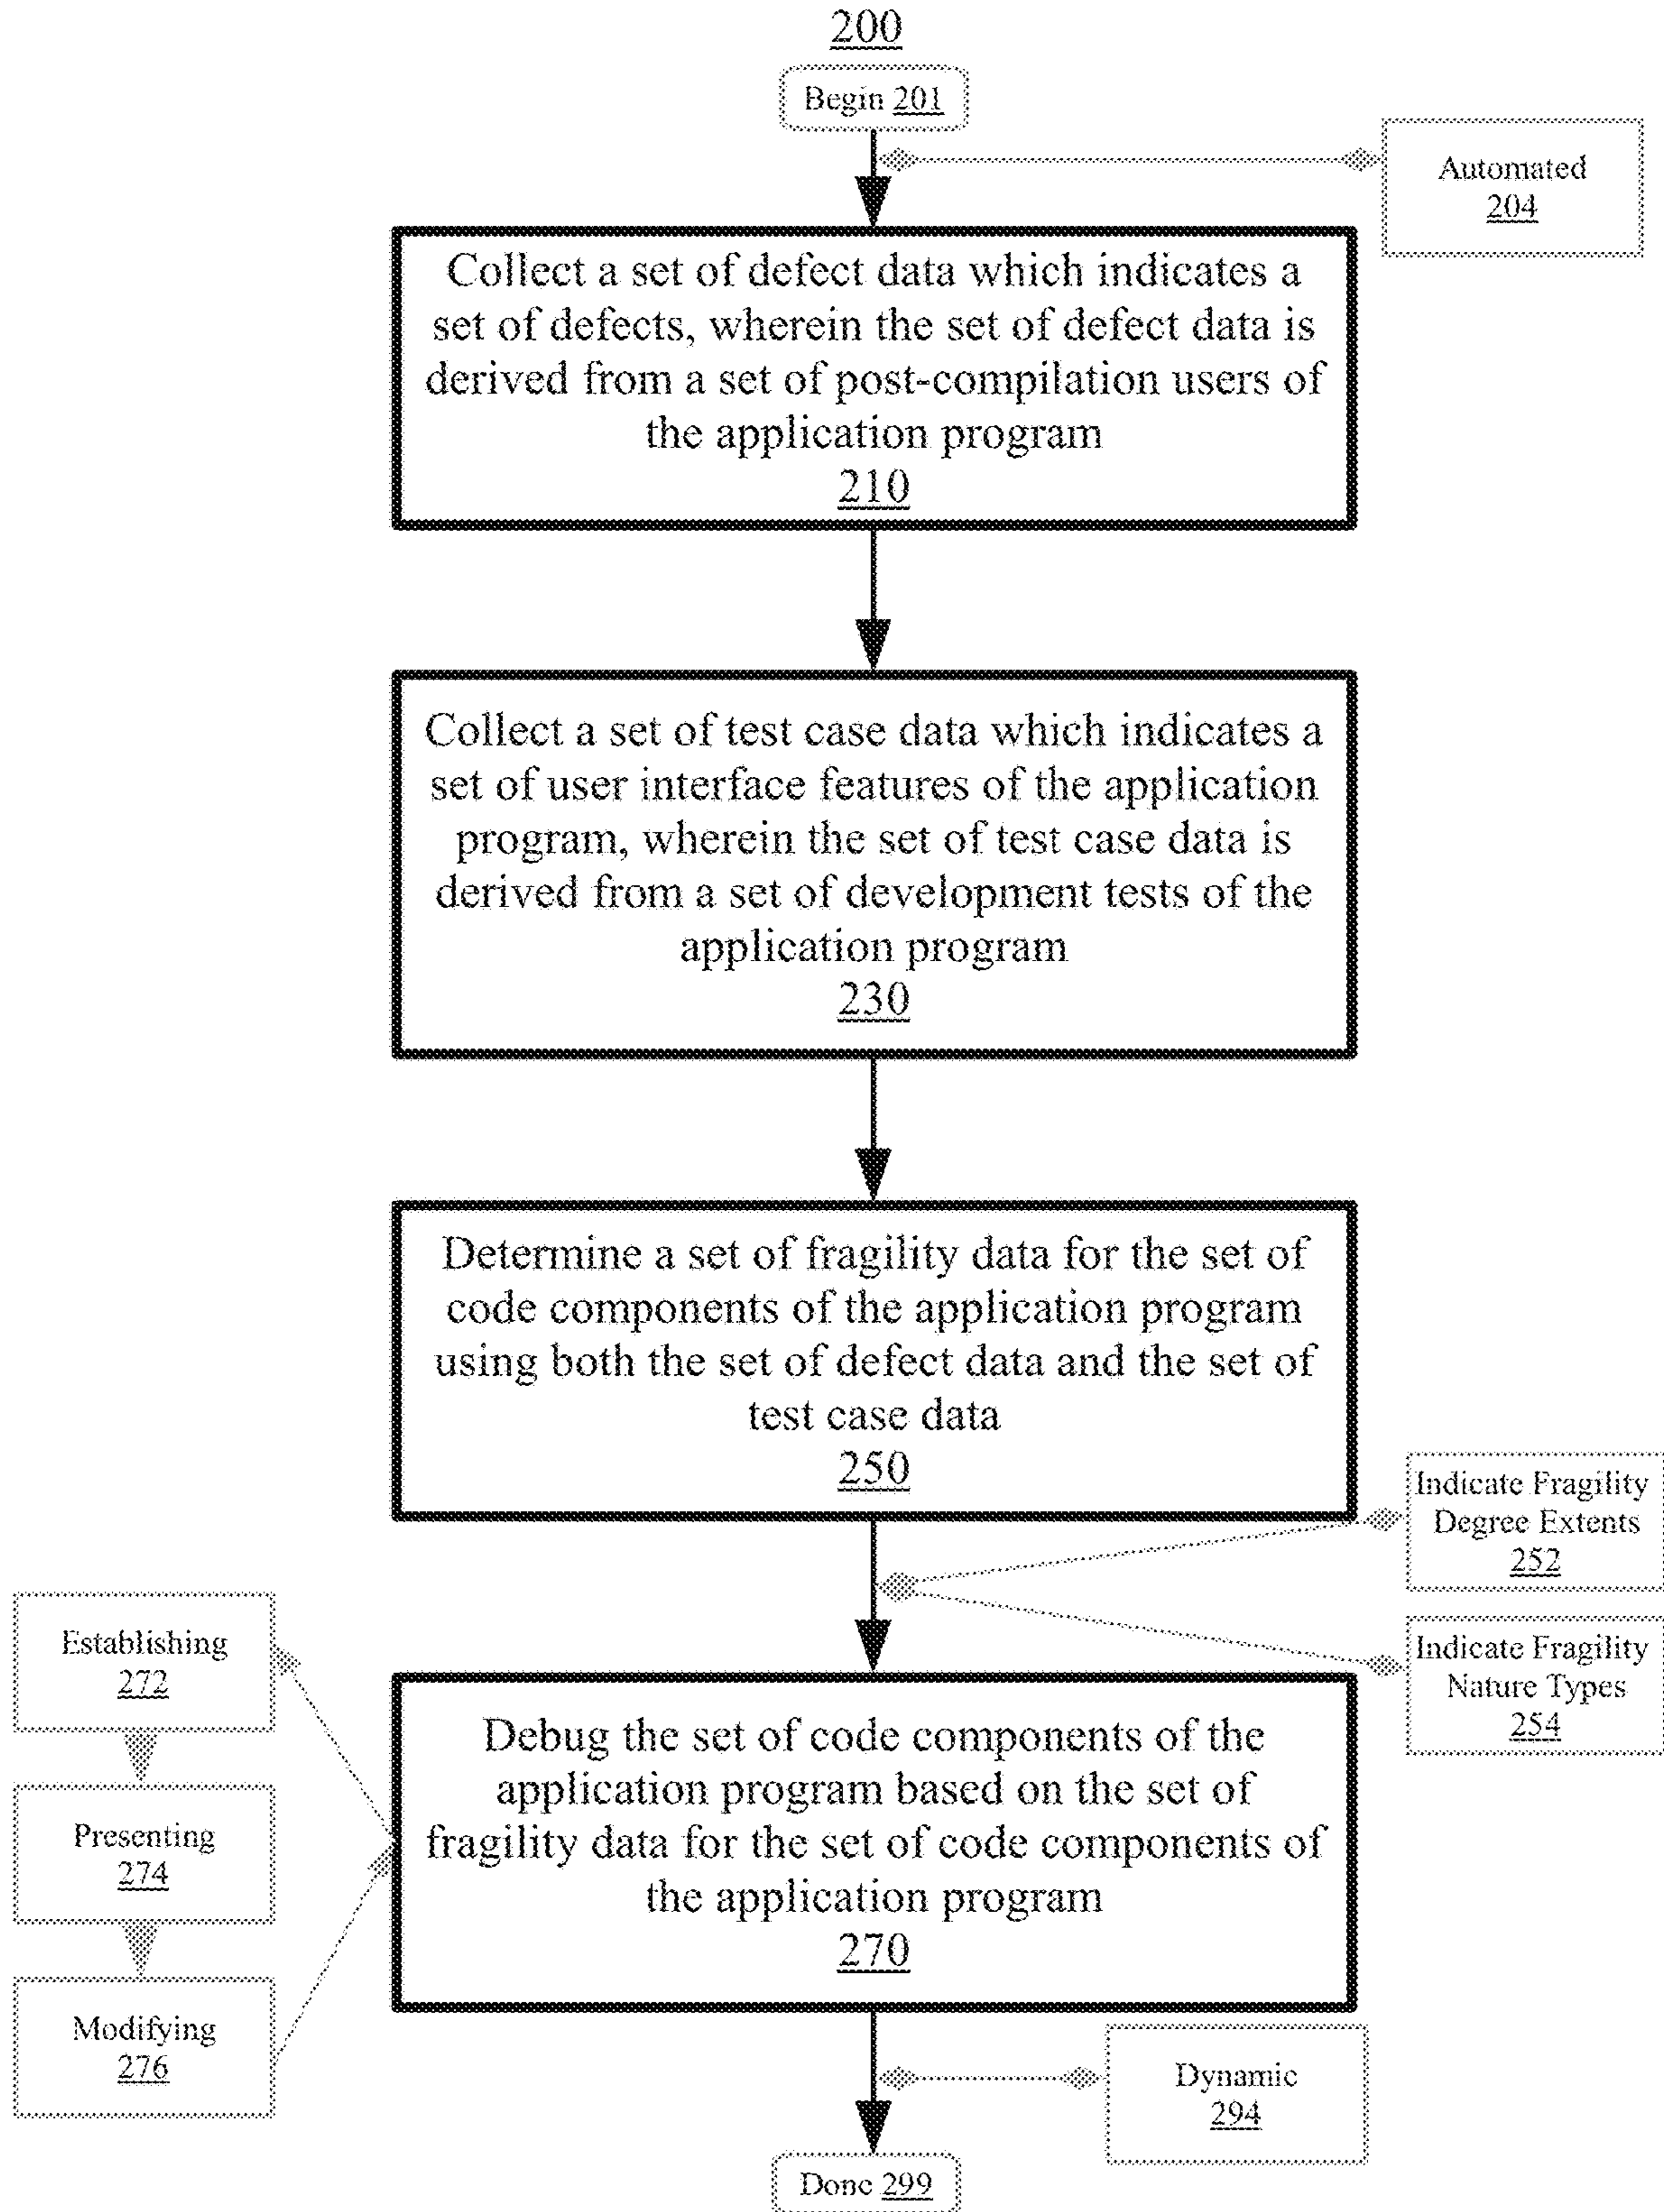 200
Begin 201
Automated
204
Collect a set of defect data which indicates a
set of defects, wherein the set of defect data is
derived from a set of post-compilation users of
the application program
210
Collect a set of test case data which indicates a
set of user interface features of the application
program, wherein the set of test case data is
derived from a set of development tests of the
application program
230
Determine a set of fragility data for the set of
code components of the application program
using both the set of defect data and the set of
test case data
250
Indicate Fragility
Degree Extents
252
Indicate Fragility
Nature Types
254
Establishing
272
Presenting
274
Modifying
276
Debug the set of code components of the
application program based on the set of
fragility data for the set of code components of
the application program
270
Dynamic
294
Done 299